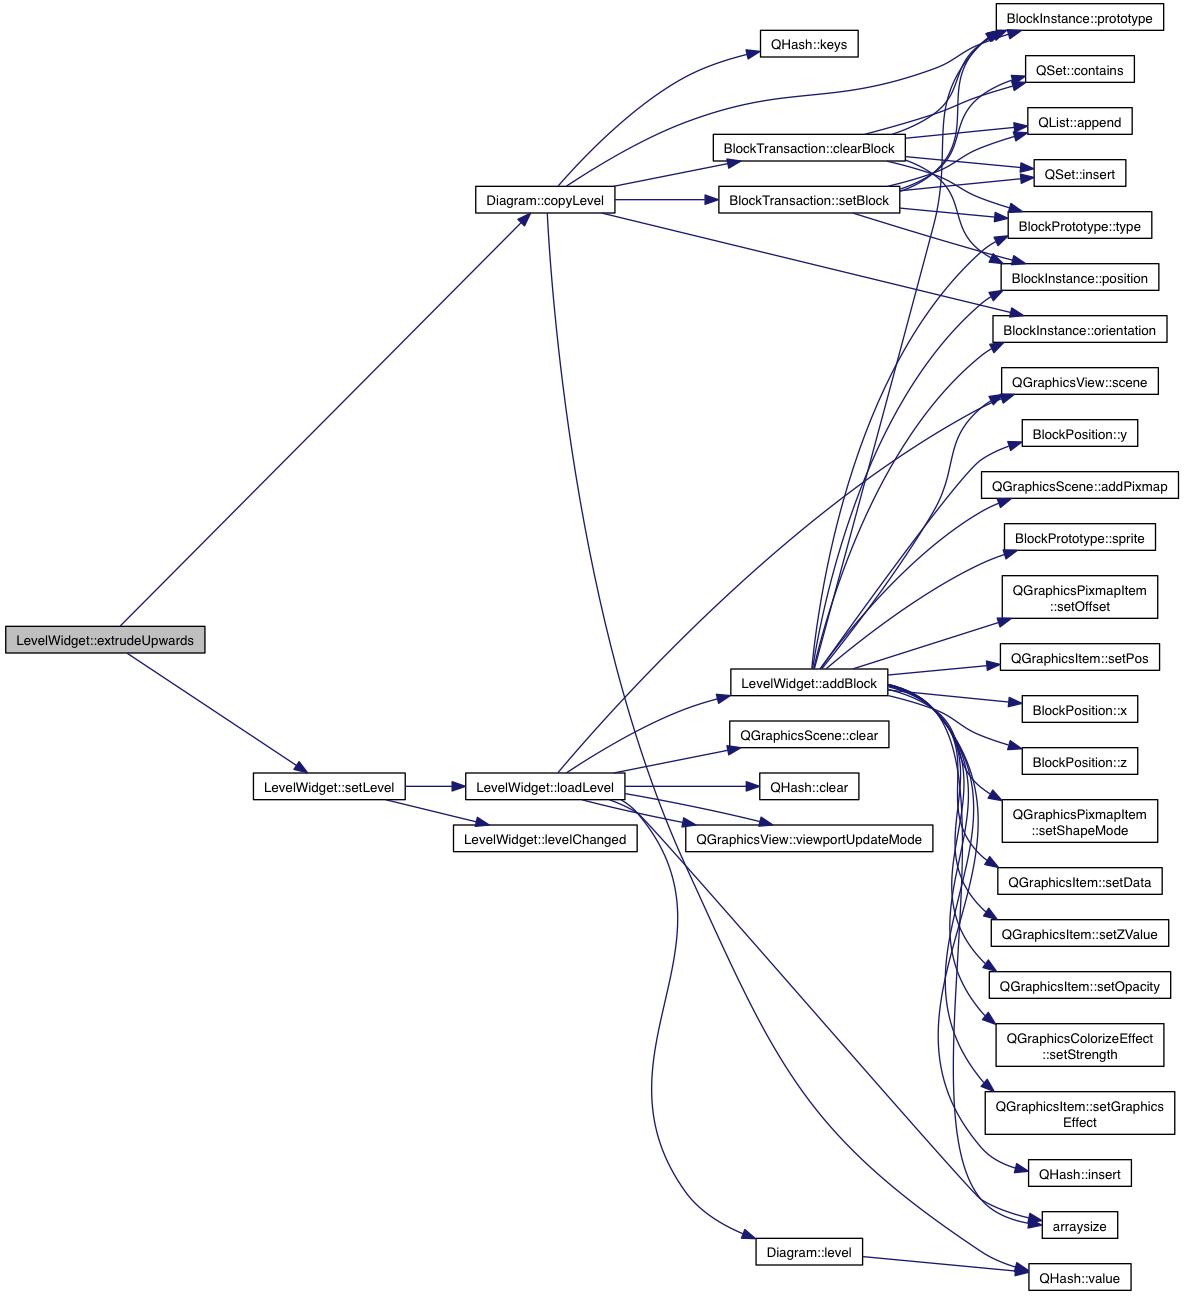 BlockInstance::prototype
QHash::keys
QSet::contains
QList::append
BlockTransaction::clearBlock
QSet::insert
Diagram::copyLevel
BlockTransaction::setBlock
BlockPrototype::type
BlockInstance::position
BlockInstance::orientation
QGraphicsView::scene
BlockPosition::y
QGraphicsScene::addPixmap
BlockPrototype::sprite
QGraphicsPixmapItem
::setOffset
LevelWidget::extrudeUpwards
QGraphicsItem::setPos
LevelWidget::addBlock
BlockPosition::x
QGraphicsScene::clear
BlockPosition::z
LevelWidget::setLevel
LevelWidget::loadLevel
QHash::clear
QGraphicsPixmapItem
::setShapeMode
LevelWidget::levelChanged
QGraphicsView::viewportUpdateMode
QGraphicsItem::setData
QGraphicsItem::setZValue
QGraphicsItem::setOpacity
QGraphicsColorizeEffect
::setStrength
QGraphicsItem::setGraphics
Effect
QHash::insert
arraysize
Diagram::level
QHash::value